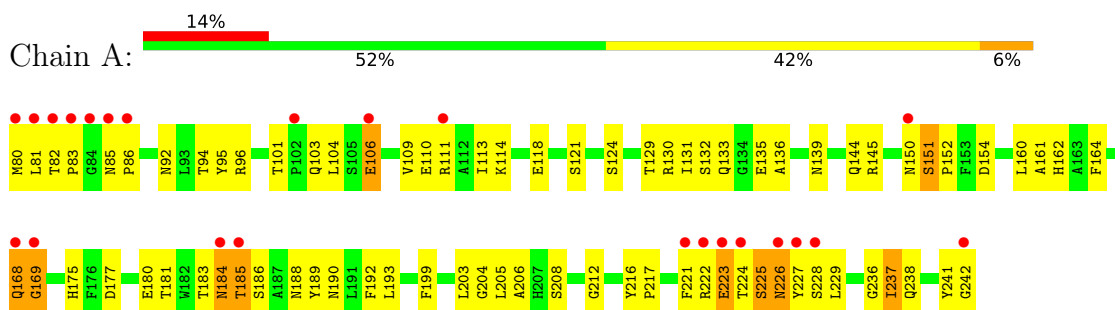 14%
Chain A:
52% 42% 6%
M80 L81 T82 P83 G84 N85 P86 N92 L93 T94 Y95 R96 T101 P102 Q103 L104 S105 E106 V109 E110 R111 A112 I113 K114 E118 S121 S124 T129 R130 I131 S132 Q133 G134 E135 A136 N139 Q144 R145 N150 S151 P152 F153 D154 L160 A161 H162 A163 F164
Q168 G169 H175 F176 D177 E180 T181 W182 T183 N184 T185 S186 A187 N188 Y189 N190 L191 F192 L193 F199 L203 G204 L205 A206 H207 S208 G212 Y216 P217 F221 R222 E223 T224 S225 N226 Y227 S228 L229 G236 I237 Q238 Y241 G242